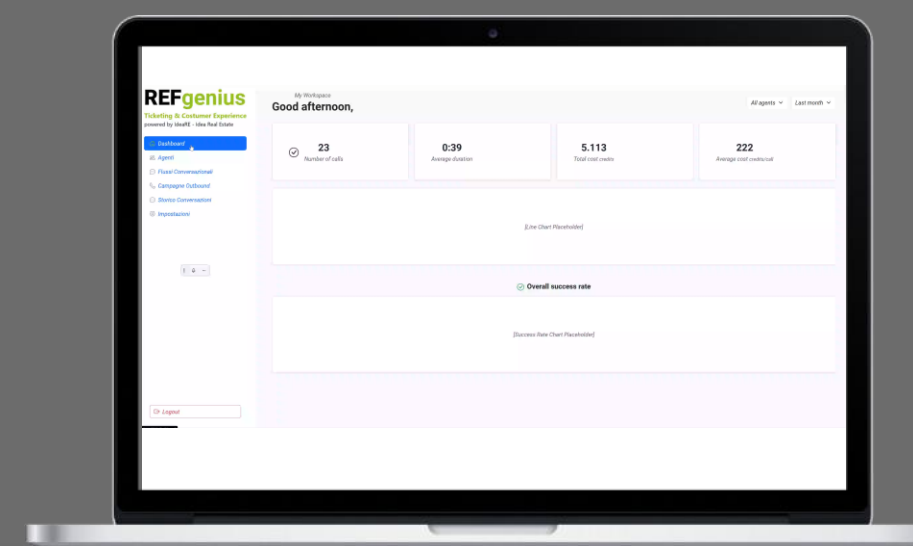 REFgenius
Ticketing & Costumer Experience
powered by IdeaRE - Idea Real Estate
Dashboard
Agenti
Flussi Conversazionali
Campagne Outbound
Storico Conversazioni
Impostazioni
Logout
My Workspace
Good afternoon,
All agents
Last month
23
Number of calls
0:39
Average duration
5.113
Total cost credits
222
Average cost credits/call
[Line Chart Placeholder]
Overall success rate
[Success Rate Chart Placeholder]